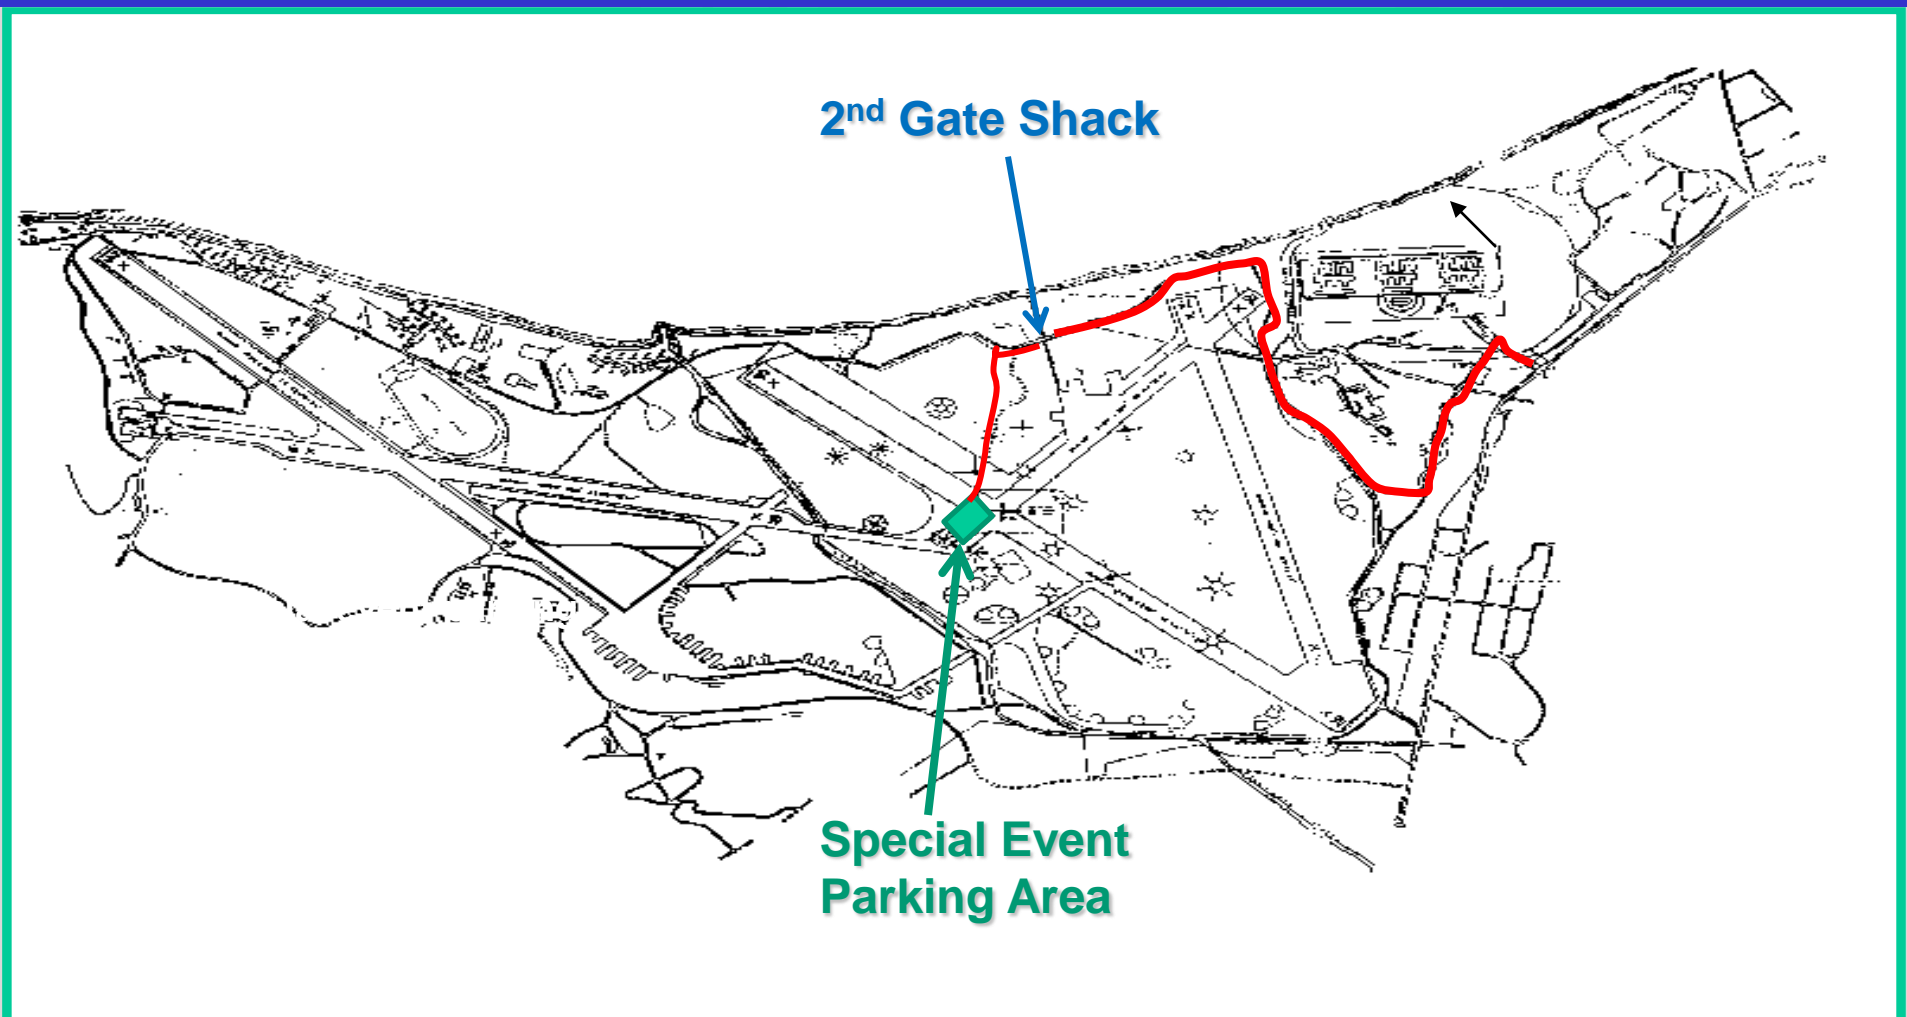 2nd Gate Shack
Special Event
Parking Area